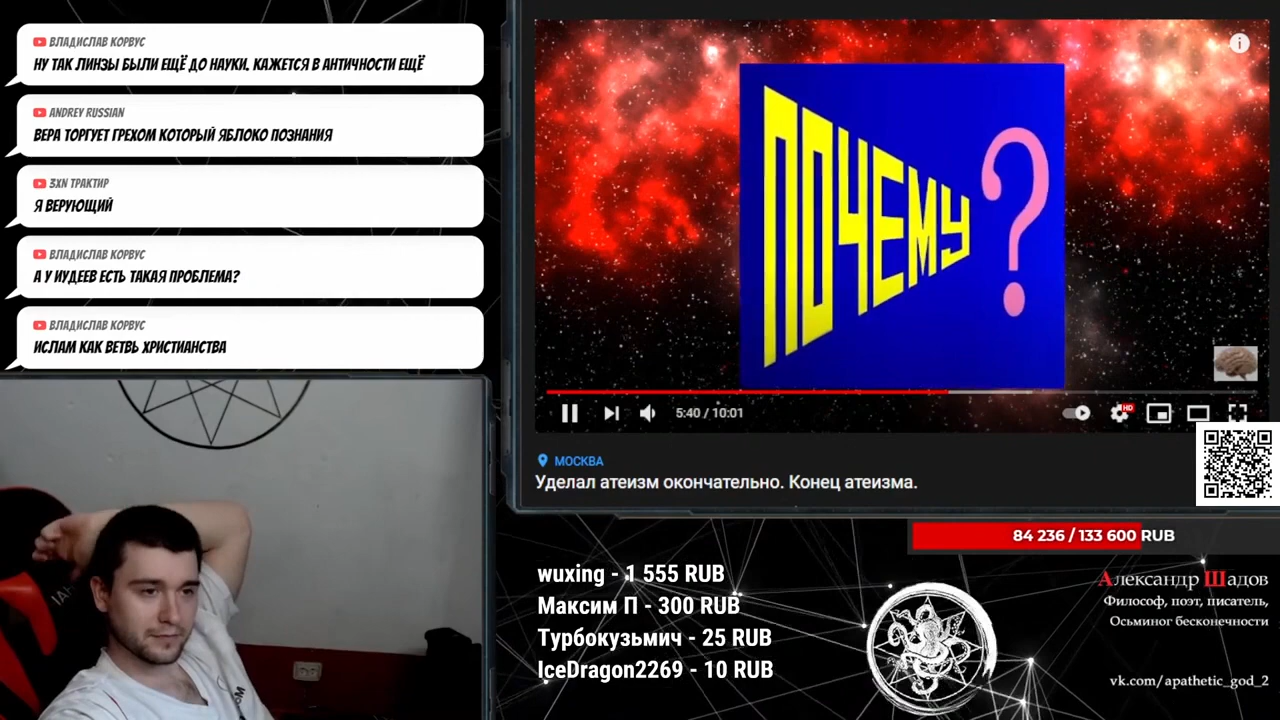 ВЛАДИСЛАВ КОРВУС
НУ ТАК ЛИНЗЫ БЫЛИ ЕЩЁ ДО НАУКИ. КАЖЕТСЯ В АНТИЧНОСТИ ЕЩЁ
ANDREY RUSSIAN
ВЕРА ТОРГУЕТ ГРЕХОМ КОТОРЫЙ ЯБЛОКО ПОЗНАНИЯ
ЗХN ТРАКТИР
Я ВЕРУЮЩИЙ
ВЛАДИСЛАВ КОРВУС
А У ИУДЕЕВ ЕСТЬ ТАКАЯ ПРОБЛЕМА?
ВЛАДИСЛАВ КОРВУС
ИСЛАМ КАК ВЕТВЬ ХРИСТИАНСТВА
ПОЧЕМУ?
5:40 / 10:01
HD
МОСКВА
Уделал атеизм окончательно. Конец атеизма.
84 236 / 133 600 RUB
wuxing - 1 555 RUB
Максим П - 300 RUB
Турбокузьмич - 25 RUB
IceDragon2269 - 10 RUB
Александр Шадов
Философ, поэт, писатель,
Осьминог бесконечности
vk.com/apathetic_god_2